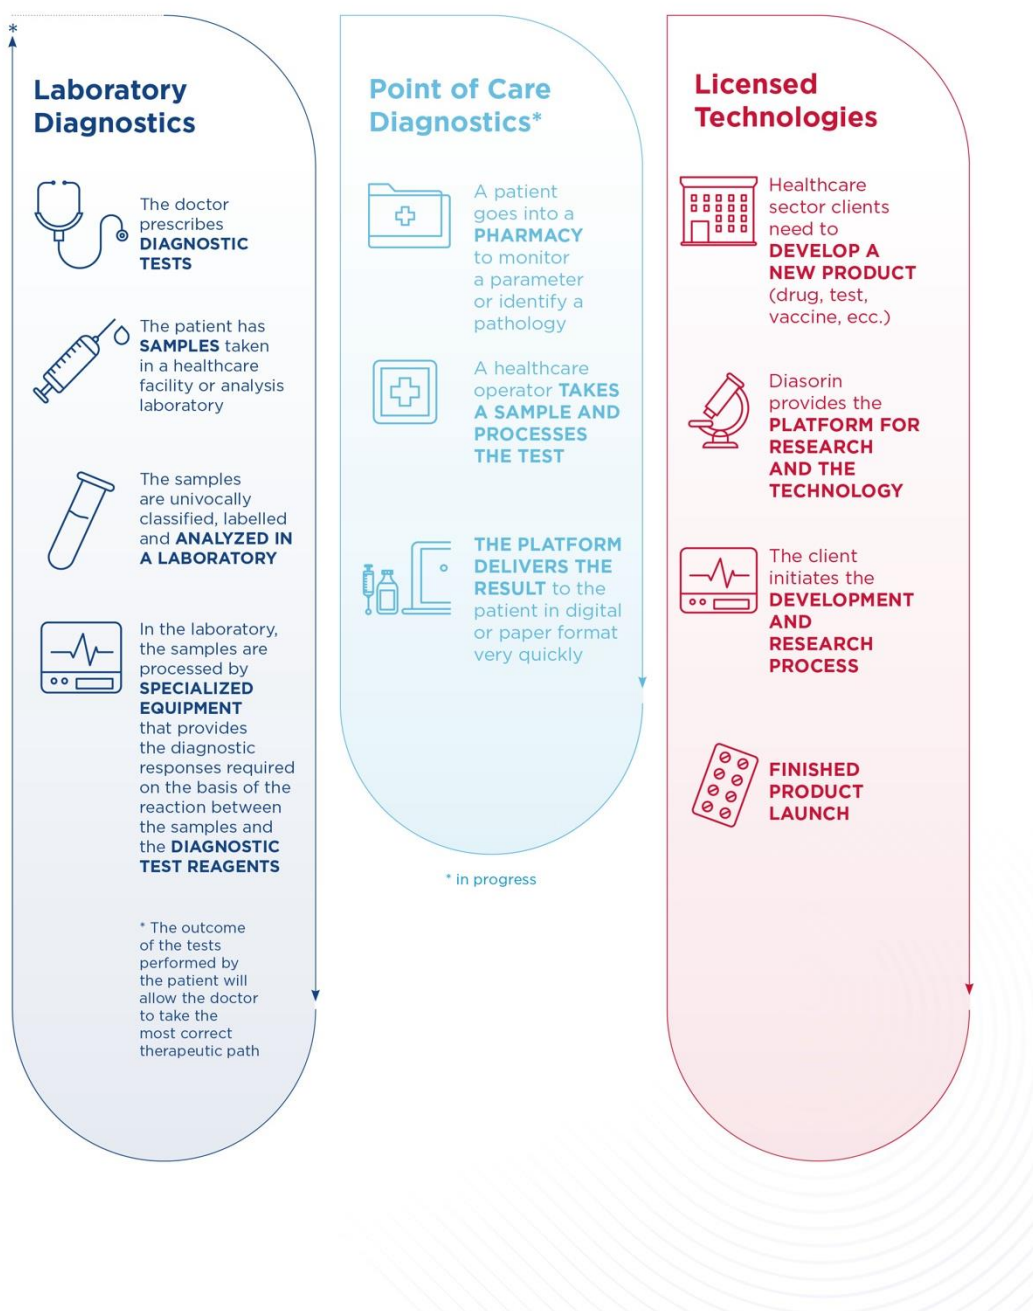 *
Laboratory
Diagnostics
The doctor
prescribes
DIAGNOSTIC
TESTS
The patient has
SAMPLES taken
in a healthcare
facility or analysis
laboratory
The samples
are univocally
classified, labelled
and ANALYZED IN
A LABORATORY
In the laboratory,
the samples are
processed by
SPECIALIZED
EQUIPMENT
that provides
the diagnostic
responses required
on the basis of the
reaction between
the samples and
the DIAGNOSTIC
TEST REAGENTS
* The outcome
of the tests
performed by
the patient will
allow the doctor
to take the
most correct
therapeutic path
Point of Care
Diagnostics*
A patient
goes into a
PHARMACY
to monitor
a parameter
or identify a
pathology
A healthcare
operator TAKES
A SAMPLE AND
PROCESSES
THE TEST
THE PLATFORM
DELIVERS THE
RESULT to the
patient in digital
or paper format
very quickly
* in progress
Licensed
Technologies
Healthcare
sector clients
need to
DEVELOP A
NEW PRODUCT
(drug, test,
vaccine, ecc.)
Diasorin
provides the
PLATFORM FOR
RESEARCH
AND THE
TECHNOLOGY
The client
initiates the
DEVELOPMENT
AND
RESEARCH
PROCESS
FINISHED
PRODUCT
LAUNCH